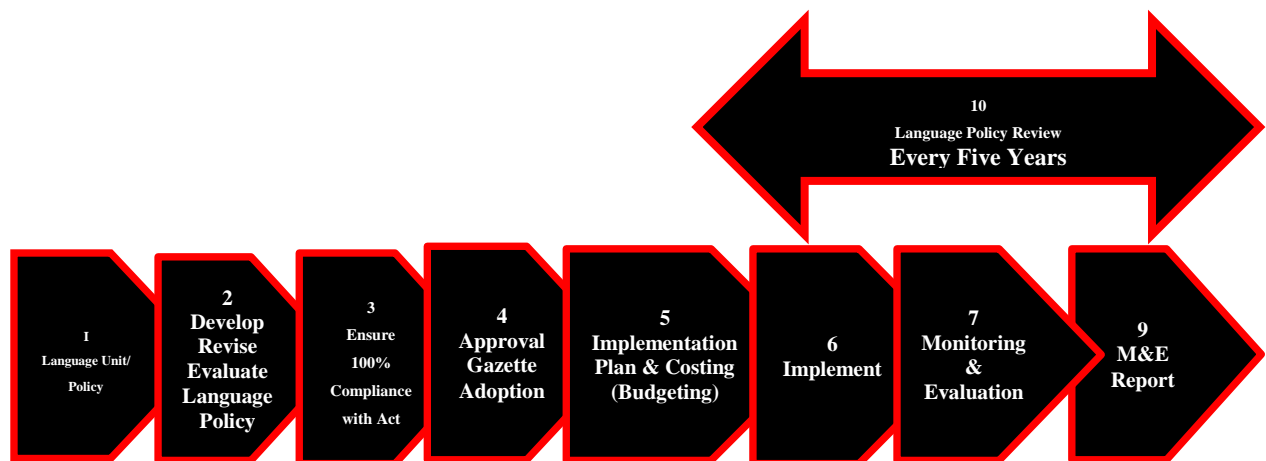 10
Language Policy Review
Every Five Years
I
Language Unit/
Policy
2
Develop
Revise
Evaluate
Language
Policy
3
Ensure
100%
Compliance
with Act
4
Approval
Gazette
Adoption
5
Implementation
Plan & Costing
(Budgeting)
6
Implement
7
Monitoring
&
Evaluation
9
M&E
Report